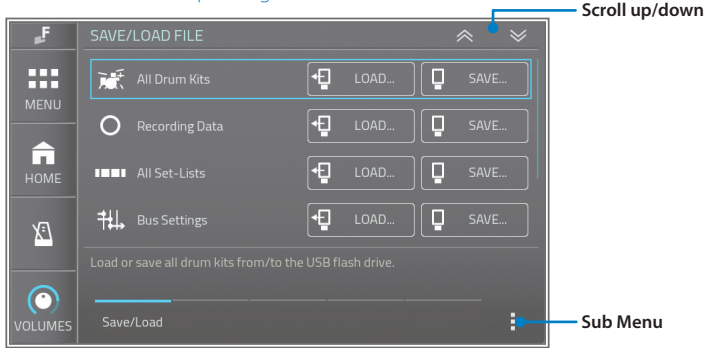 Scroll up/down
F
SAVE/LOAD FILE
MENU
All Drum Kits
LOAD...
SAVE...
Recording Data
LOAD...
SAVE...
HOME
All Set-Lists
LOAD...
SAVE...
Bus Settings
LOAD...
SAVE...
Load or save all drum kits from/to the USB flash drive.
VOLUMES
Save/Load
Sub Menu